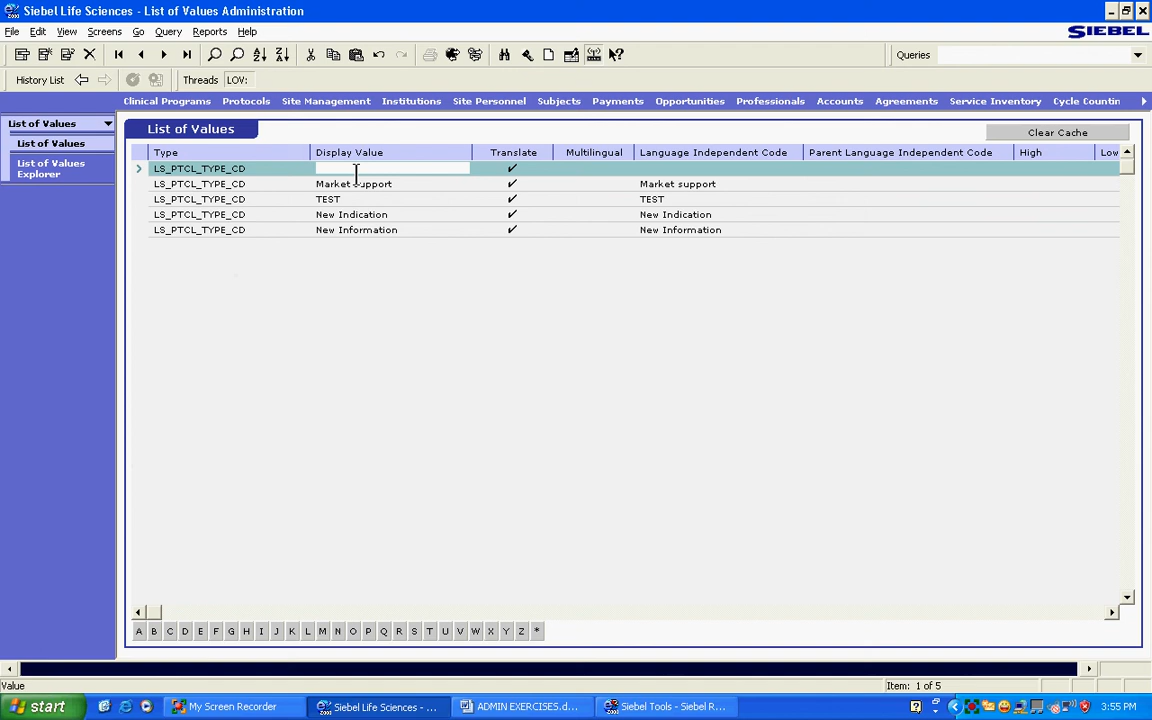 Siebel Life Sciences - List of Values Administration
File Edit View Screens Go Query Reports Help
SIEBEL
Queries
History List Threads LOV:
Clinical Programs Protocols Site Management Institutions Site Personnel Subjects Payments Opportunities Professionals Accounts Agreements Service Inventory Cycle Countin
List of Values
List of Values
List of Values
Explorer
List of Values
Clear Cache
Type Display Value Translate Multilingual Language Independent Code Parent Language Independent Code High Low
LS_PTCL_TYPE_CD
LS_PTCL_TYPE_CD Market support Market support
LS_PTCL_TYPE_CD TEST TEST
LS_PTCL_TYPE_CD New Indication New Indication
LS_PTCL_TYPE_CD New Information New Information
A B C D E F G H I J K L M N O P Q R S T U V W X Y Z *
Value Item: 1 of 5
start My Screen Recorder Siebel Life Sciences - ... ADMIN EXERCISES.d... Siebel Tools - Siebel R... 3:55 PM